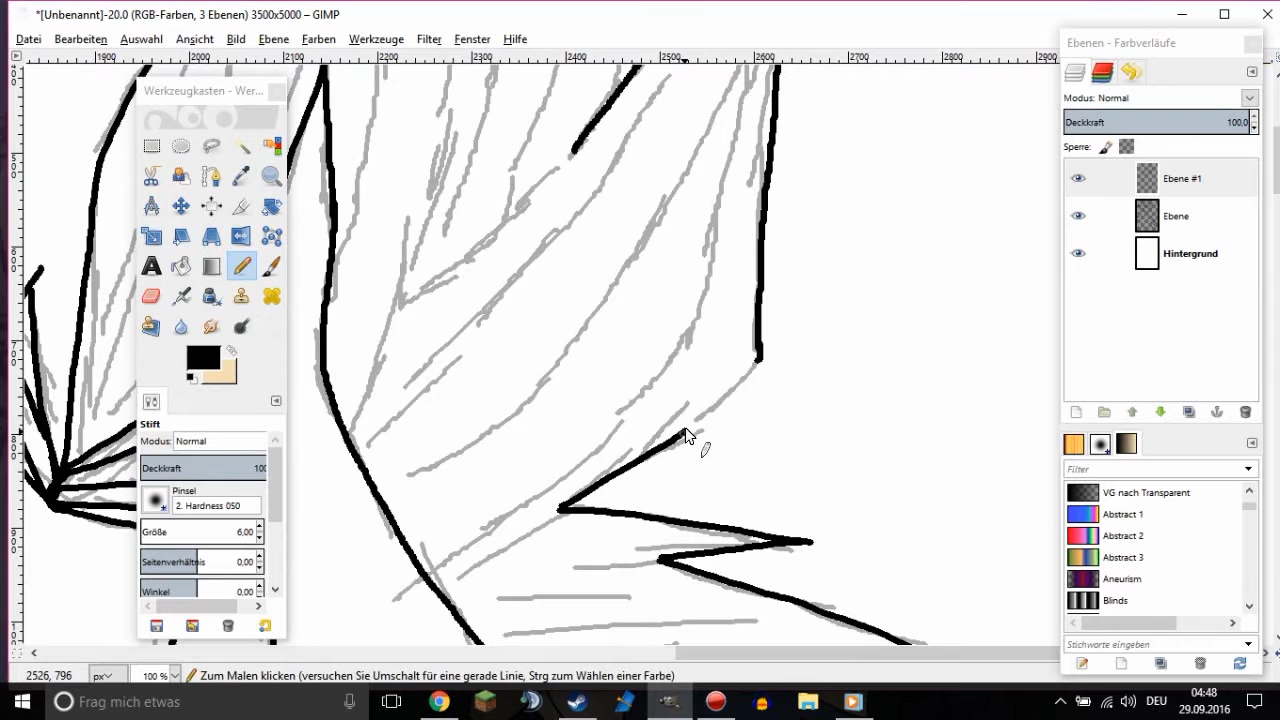 *[Unbenannt]-20.0 (RGB-Farben, 3 Ebenen) 3500x5000 – GIMP
Datei Bearbeiten Auswahl Ansicht Bild Ebene Farben Werkzeuge Filter Fenster Hilfe
1900 2000 2100 2200 2300 2400 2500 2600 2700 2800 2900
Werkzeugkasten - Wer...
Stift
Modus: Normal
Deckkraft 100
Pinsel
2. Hardness 050
Größe 6,00
Seitenverhältnis 0,00
Winkel 0,00
Ebenen - Farbverläufe
Modus: Normal
Deckkraft 100.0
Sperre:
Ebene #1
Ebene
Hintergrund
Filter
VG nach Transparent
Abstract 1
Abstract 2
Abstract 3
Aneurism
Blinds
Stichworte eingeben
2526, 796 px 100 % Zum Malen klicken (versuchen Sie Umschalt für eine gerade Linie, Strg zum Wählen einer Farbe)
Frag mich etwas
DEU
04:48
29.09.2016